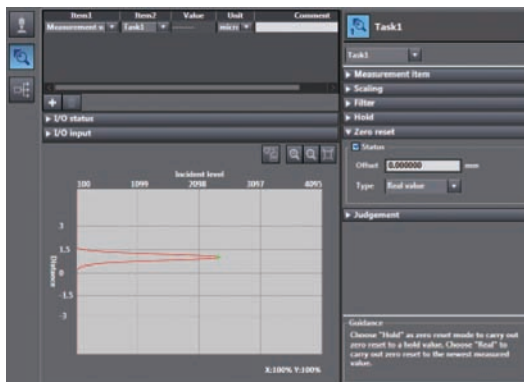 Item1 Item2 Value Unit Comment
Task1 micro
I/O status
I/O input
Incident level
100 1099 2098 3097 4095
Distance
3
1.5
0
-1.5
-3
X:100% Y:100%
Task1
Task1
Measurement Item
Scaling
Filter
Hold
Zero reset
Status
Offset 0.000000 mm
Type Real value
Judgement
Guidance
Choose "Hold" as zero reset mode to carry out
zero reset to a hold value. Choose "Real" to
carry out zero reset to the newest measured
value.